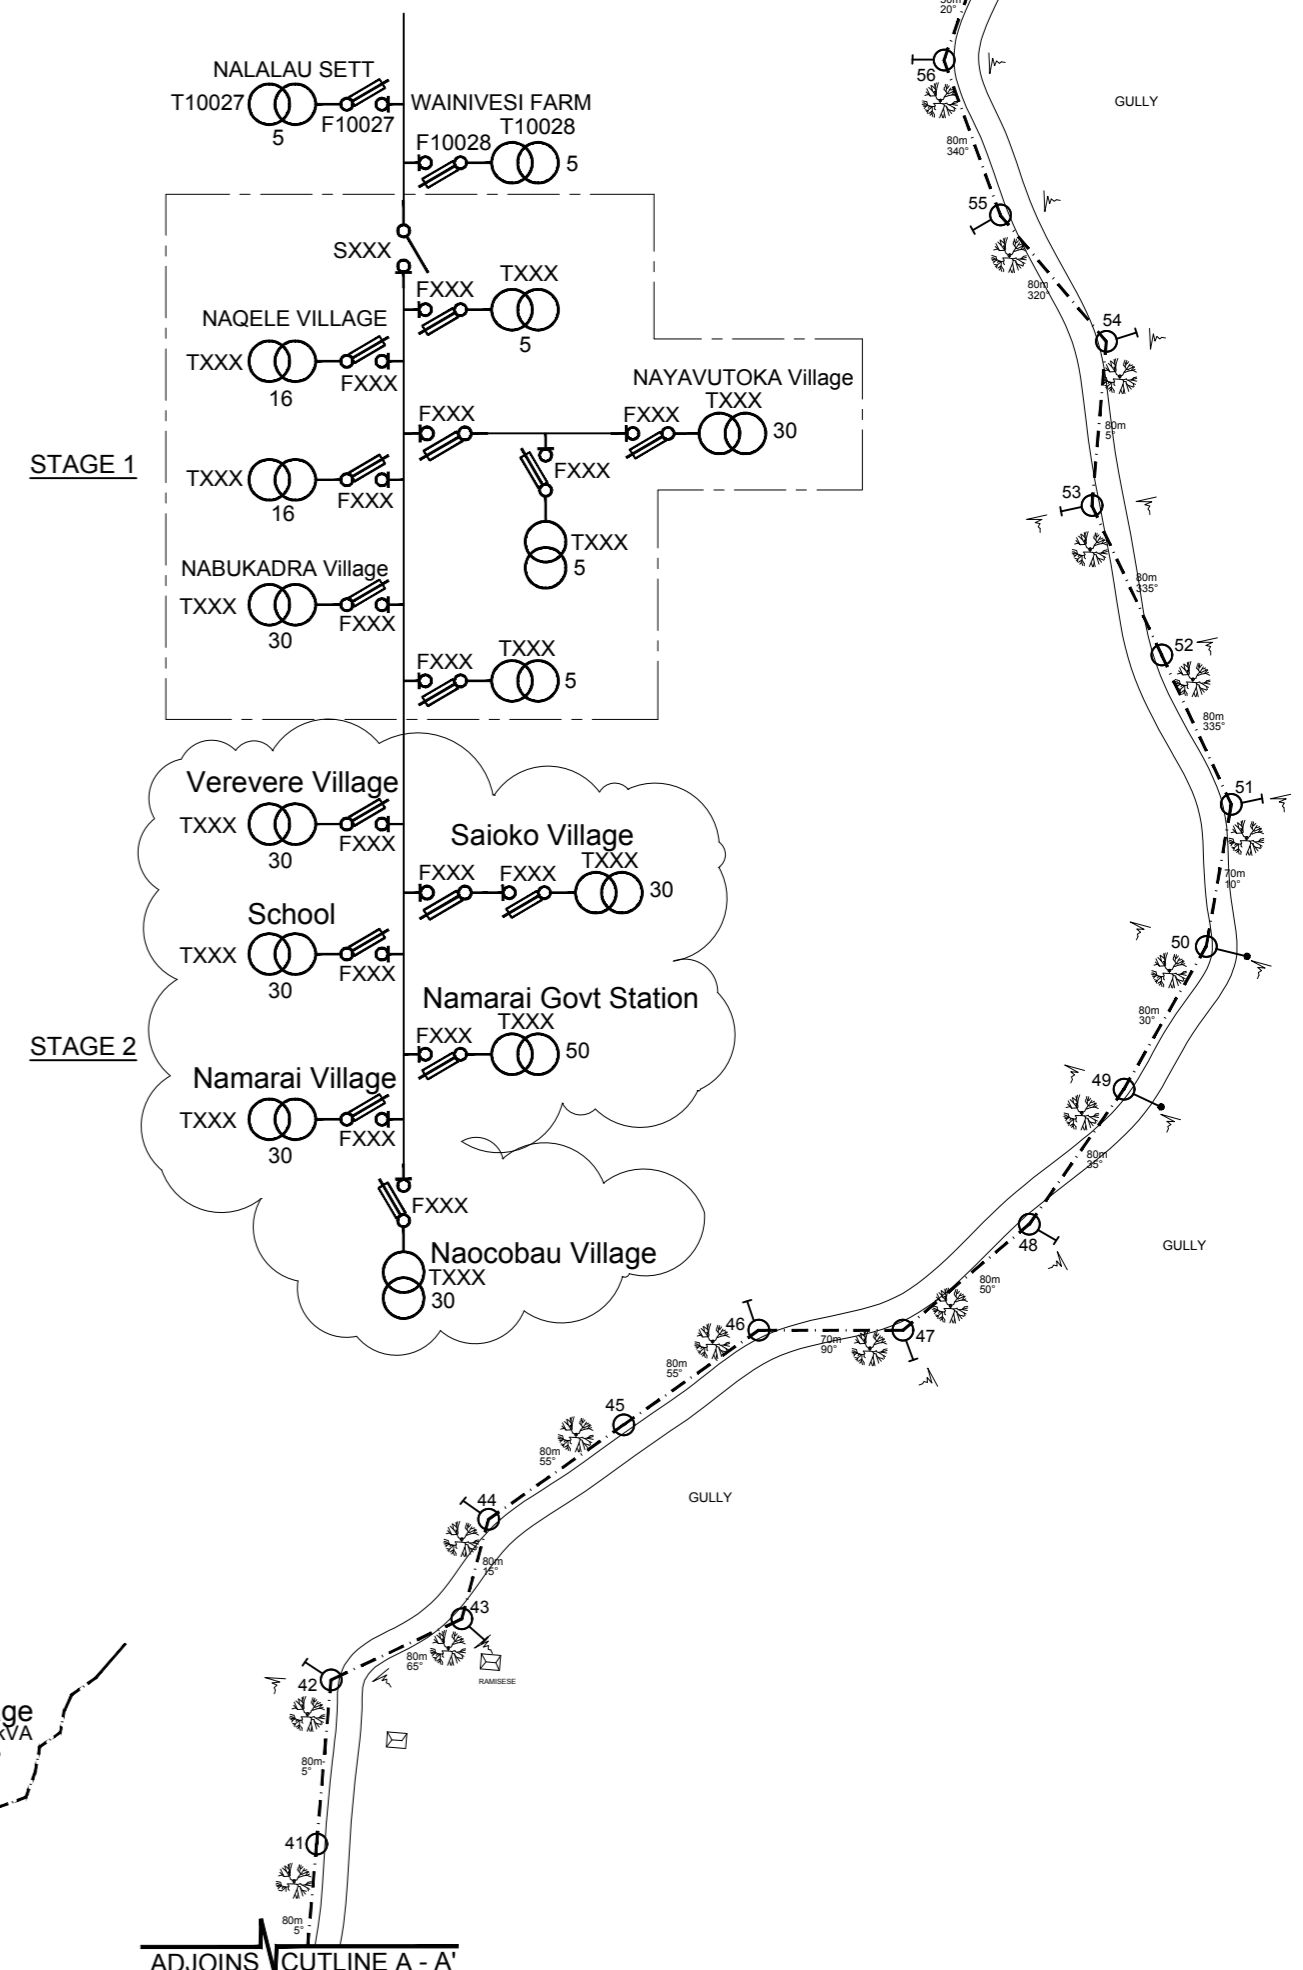 NALALAU SETT
T10027
5
F10027
WAINIVESI FARM
F10028
T10028
5
SXXX
FXXX
TXXX
5
NAQELE VILLAGE
TXXX
16
FXXX
NAYAVUTOKA Village
FXXX
FXXX
TXXX
30
STAGE 1
TXXX
16
FXXX
FXXX
TXXX
5
NABUKADRA Village
TXXX
30
FXXX
FXXX
TXXX
5
Verevere Village
TXXX
30
FXXX
Saioko Village
FXXX
FXXX
TXXX
30
School
TXXX
30
FXXX
Namarai Govt Station
FXXX
TXXX
50
STAGE 2
Namarai Village
TXXX
30
FXXX
FXXX
Naocobau Village
TXXX
30
20°
56
GULLY
80m
340°
55
80m
320°
54
80m
5°
53
80m
335°
52
80m
335°
51
70m
10°
50
80m
30°
49
80m
35°
48
GULLY
80m
50°
47
70m
90°
46
80m
55°
45
80m
55°
GULLY
44
80m
15°
43
80m
65°
RAMISESE
42
80m
5°
41
80m
5°
ge
kVA
ADJOINS CUTLINE A - A'